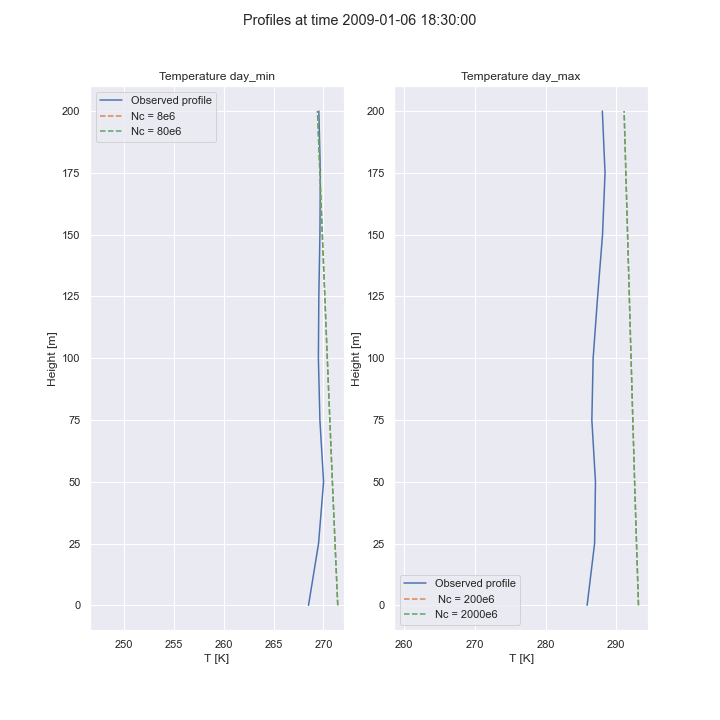 Profiles at time 2009-01-06 18:30:00
Temperature day_min
Observed profile
Nc = 8e6
Nc = 80e6
200
175
150
125
100
75
50
25
0
Height [m]
250
255
260
265
270
T [K]
Temperature day_max
200
175
150
125
100
75
50
25
0
Height [m]
Observed profile
Nc = 200e6
Nc = 2000e6
260
270
280
290
T [K]